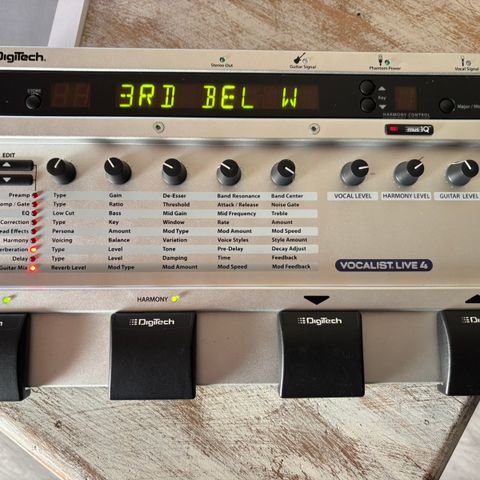 DigiTech.
Stereo Out
Guitar Signal
Phantom Power
Vocal Signal
STORE
3RD BEL W
Key
Major / Mi
HARMONY CONTROL
musIQ
EDIT
VOCAL LEVEL
HARMONY LEVEL
GUITAR LEVEL
Preamp Type Gain De-Esser Band Resonance Band Center
omp / Gate Type Ratio Threshold Attack / Release Noise Gate
EQ Low Cut Bass Mid Gain Mid Frequency Treble
Correction Type Key Window Rate Amount
ead Effects Persona Amount Mod Type Mod Amount Mod Speed
Harmony Voicing Balance Variation Voice Styles Style Amount
erberation Type Level Tone Pre-Delay Decay Adjust
Delay Type Level Damping Time Feedback
Guitar Mix Reverb Level Mod Type Mod Amount Mod Speed Mod Feedback
VOCALIST LIVE 4
HARMONY
DigiTech
DigiTech
DigiTech